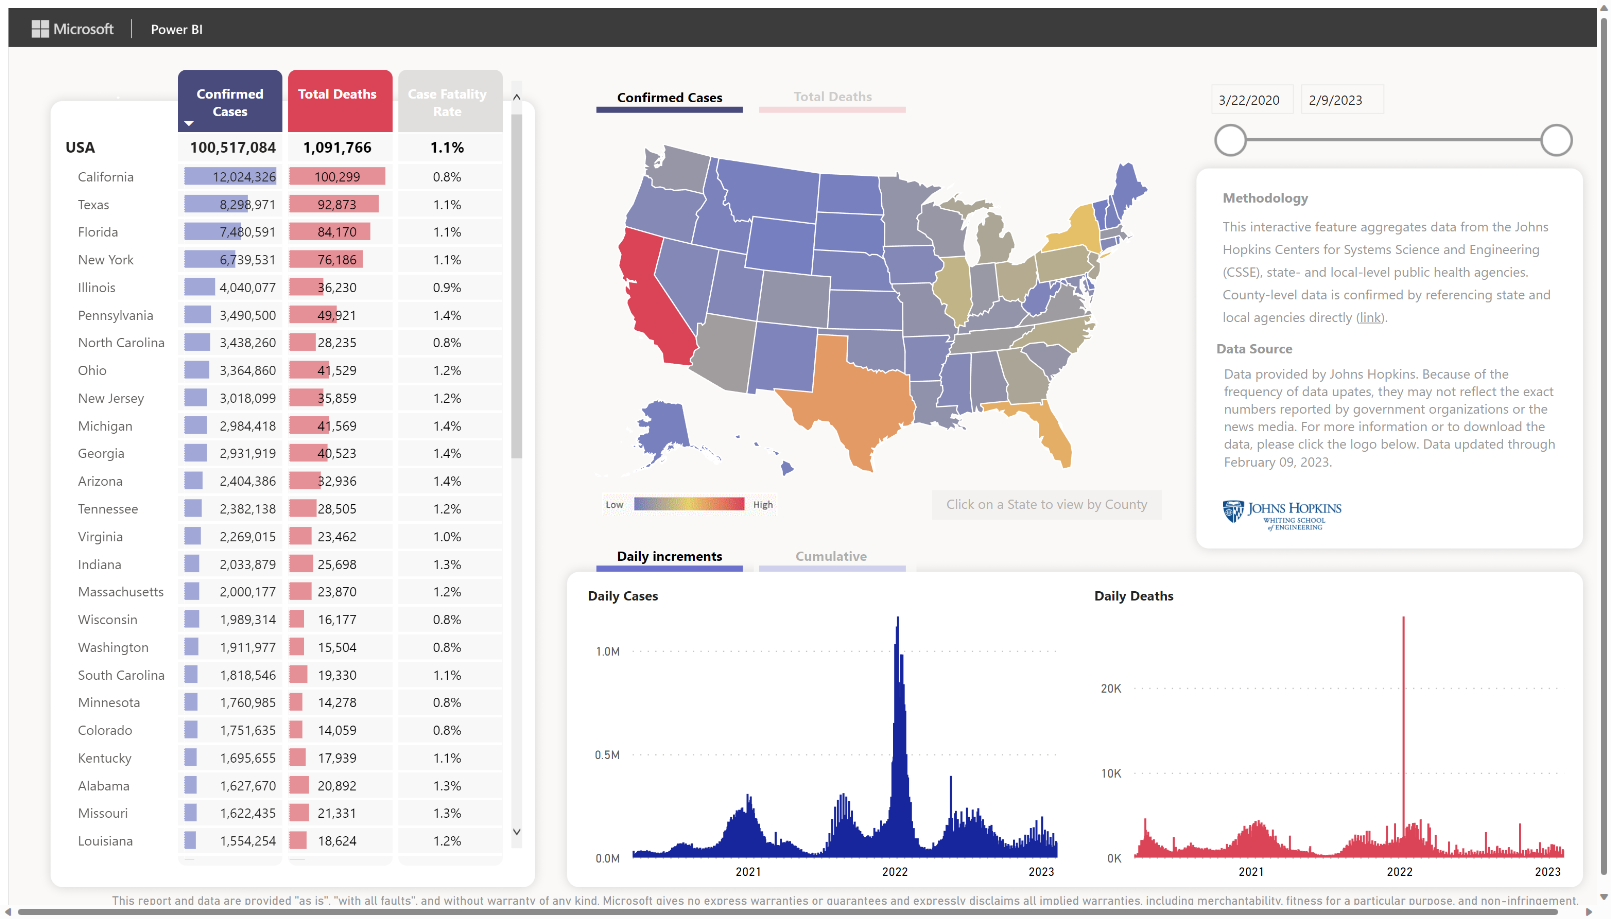 Microsoft Power BI
Confirmed Cases Total Deaths Case Fatality Rate
USA 100,517,084 1,091,766 1.1%
California 12,024,326 100,299 0.8%
Texas 8,298,971 92,873 1.1%
Florida 7,480,591 84,170 1.1%
New York 6,739,531 76,186 1.1%
Illinois 4,040,077 36,230 0.9%
Pennsylvania 3,490,500 49,921 1.4%
North Carolina 3,438,260 28,235 0.8%
Ohio 3,364,860 41,529 1.2%
New Jersey 3,018,099 35,859 1.2%
Michigan 2,984,418 41,569 1.4%
Georgia 2,931,919 40,523 1.4%
Arizona 2,404,386 32,936 1.4%
Tennessee 2,382,138 28,505 1.2%
Virginia 2,269,015 23,462 1.0%
Indiana 2,033,879 25,698 1.3%
Massachusetts 2,000,177 23,870 1.2%
Wisconsin 1,989,314 16,177 0.8%
Washington 1,911,977 15,504 0.8%
South Carolina 1,818,546 19,330 1.1%
Minnesota 1,760,985 14,278 0.8%
Colorado 1,751,635 14,059 0.8%
Kentucky 1,695,655 17,939 1.1%
Alabama 1,627,670 20,892 1.3%
Missouri 1,622,435 21,331 1.3%
Louisiana 1,554,254 18,624 1.2%
Confirmed Cases Total Deaths
Low High
Click on a State to view by County
3/22/2020 2/9/2023
Methodology
This interactive feature aggregates data from the Johns
Hopkins Centers for Systems Science and Engineering
(CSSE), state- and local-level public health agencies.
County-level data is confirmed by referencing state and
local agencies directly (link).
Data Source
Data provided by Johns Hopkins. Because of the
frequency of data upates, they may not reflect the exact
numbers reported by government organizations or the
news media. For more information or to download the
data, please click the logo below. Data updated through
February 09, 2023.
JOHNS HOPKINS
WHITING SCHOOL
of ENGINEERING
Daily increments Cumulative
Daily Cases
1.0M
0.5M
0.0M
2021 2022 2023
Daily Deaths
20K
10K
0K
2021 2022 2023
This report and data are provided "as is", "with all faults", and without warranty of any kind. Microsoft gives no express warranties or guarantees and expressly disclaims all implied warranties, including merchantability, fitness for a particular purpose, and non-infringement.